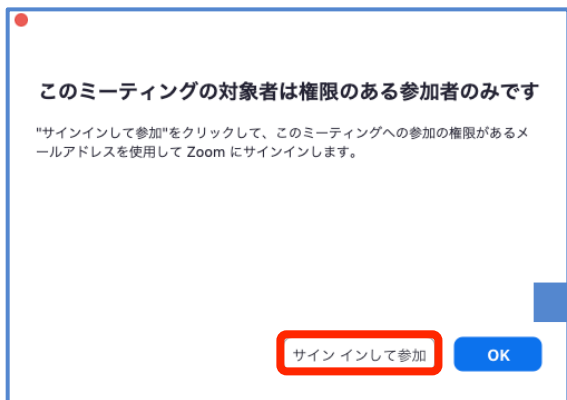 このミーティングの対象者は権限のある参加者のみです
"サインインして参加"をクリックして、このミーティングへの参加の権限があるメ
ールアドレスを使用して Zoom にサインインします。
サイン インして参加
OK